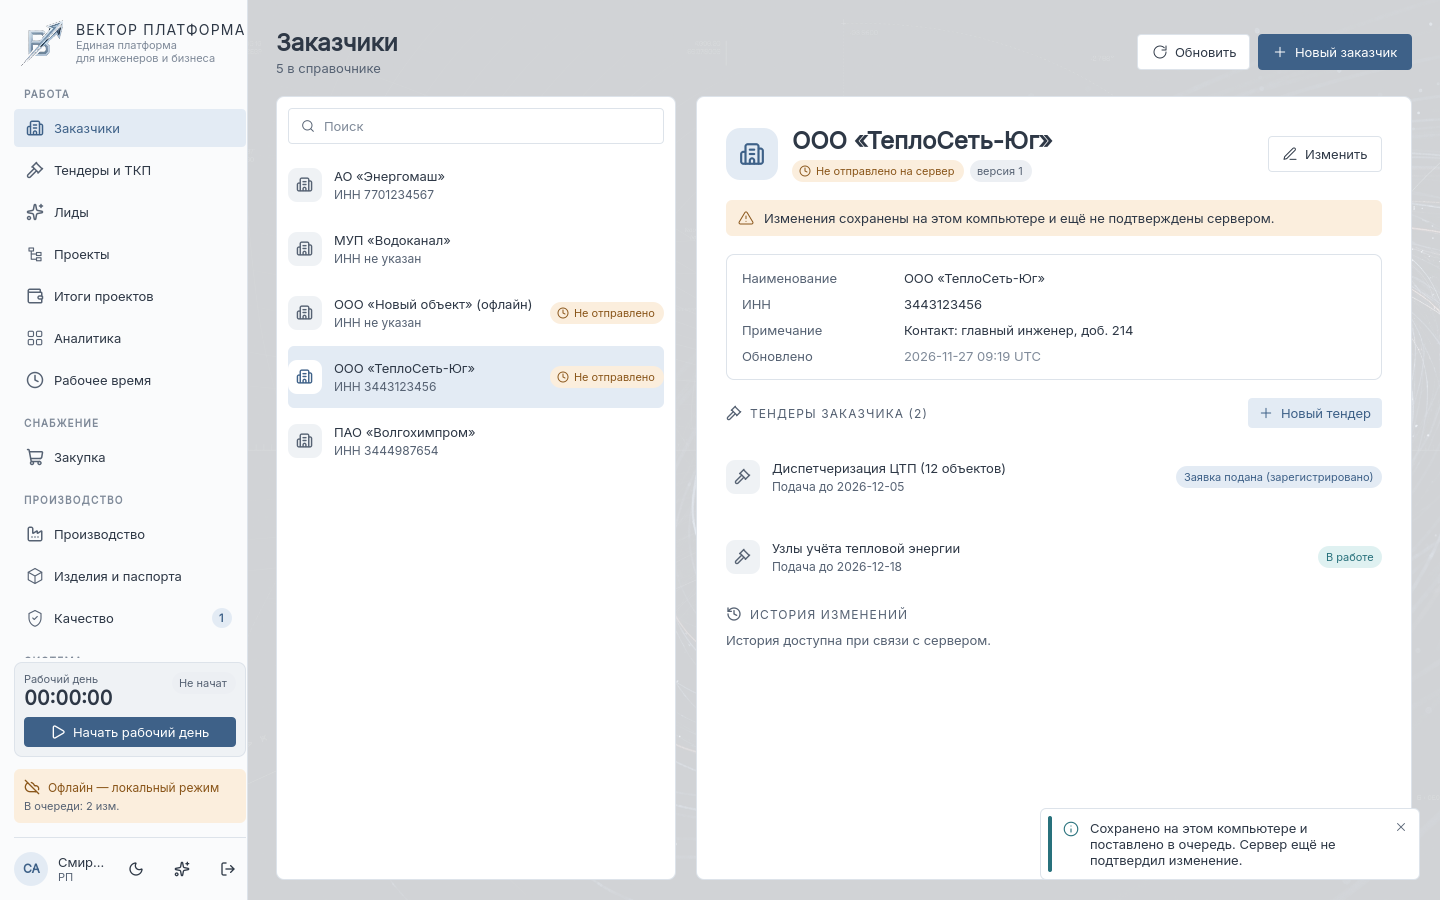 ВЕКТОР ПЛАТФОРМА
Единая платформа
для инженеров и бизнеса
РАБОТА
Заказчики
Тендеры и ТКП
Лиды
Проекты
Итоги проектов
Аналитика
Рабочее время
СНАБЖЕНИЕ
Закупка
ПРОИЗВОДСТВО
Производство
Изделия и паспорта
Качество 1
Рабочий день
Не начат
00:00:00
Начать рабочий день
Офлайн — локальный режим
В очереди: 2 изм.
СА
Смир...
РП
Заказчики
5 в справочнике
Обновить
Новый заказчик
Поиск
АО «Энергомаш»
ИНН 7701234567
МУП «Водоканал»
ИНН не указан
ООО «Новый объект» (офлайн)
ИНН не указан
Не отправлено
ООО «ТеплоСеть-Юг»
ИНН 3443123456
Не отправлено
ПАО «Волгохимпром»
ИНН 3444987654
ООО «ТеплоСеть-Юг»
Не отправлено на сервер
версия 1
Изменить
Изменения сохранены на этом компьютере и ещё не подтверждены сервером.
Наименование ООО «ТеплоСеть-Юг»
ИНН 3443123456
Примечание Контакт: главный инженер, доб. 214
Обновлено 2026-11-27 09:19 UTC
ТЕНДЕРЫ ЗАКАЗЧИКА (2)
Новый тендер
Диспетчеризация ЦТП (12 объектов)
Подача до 2026-12-05
Заявка подана (зарегистрировано)
Узлы учёта тепловой энергии
Подача до 2026-12-18
В работе
ИСТОРИЯ ИЗМЕНЕНИЙ
История доступна при связи с сервером.
Сохранено на этом компьютере и
поставлено в очередь. Сервер ещё не
подтвердил изменение.